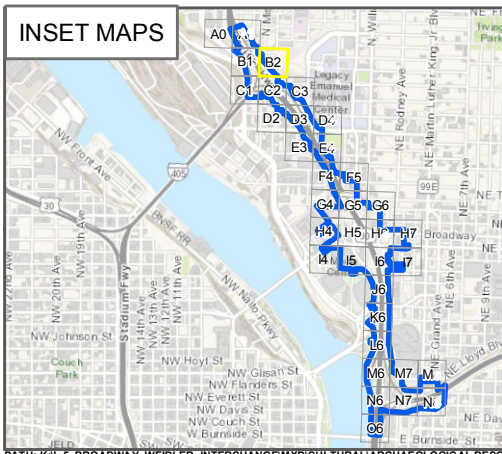 INSET MAPS
A0
B1 B2
C1 C2 C3
D2 D3 D4
E3 E4
F4 F5
G4 G5 G6
H4 H5 H6 H7
I4 I5 I6 I7
J6
K6
L6
M6 M7
N6 N7
O6
Legacy
Emanuel
Medical
Center
NE Rodney Ave
NE Martin Luther King Jr Blvd
NE 7th Ave
99E
Broadway
NW Front Ave
405
30
BNSF RR
NW Naito Pkwy
NW 19th Ave
NW 20th Ave
Stadium Fwy
NW 14th Ave
NW 13th Ave
NW 12th Ave
NW 11th Ave
NE Grand Ave
NE 6th Ave
NE 9th Ave
NE Lloyd Blv
NW Johnson St
NW Hoyt St
Couch
Park
NW Glisan St
NW Flanders St
NW Everett St
NW Davis St
NW Couch St
W Burnside St
E Burnside St
NE Da
JELD